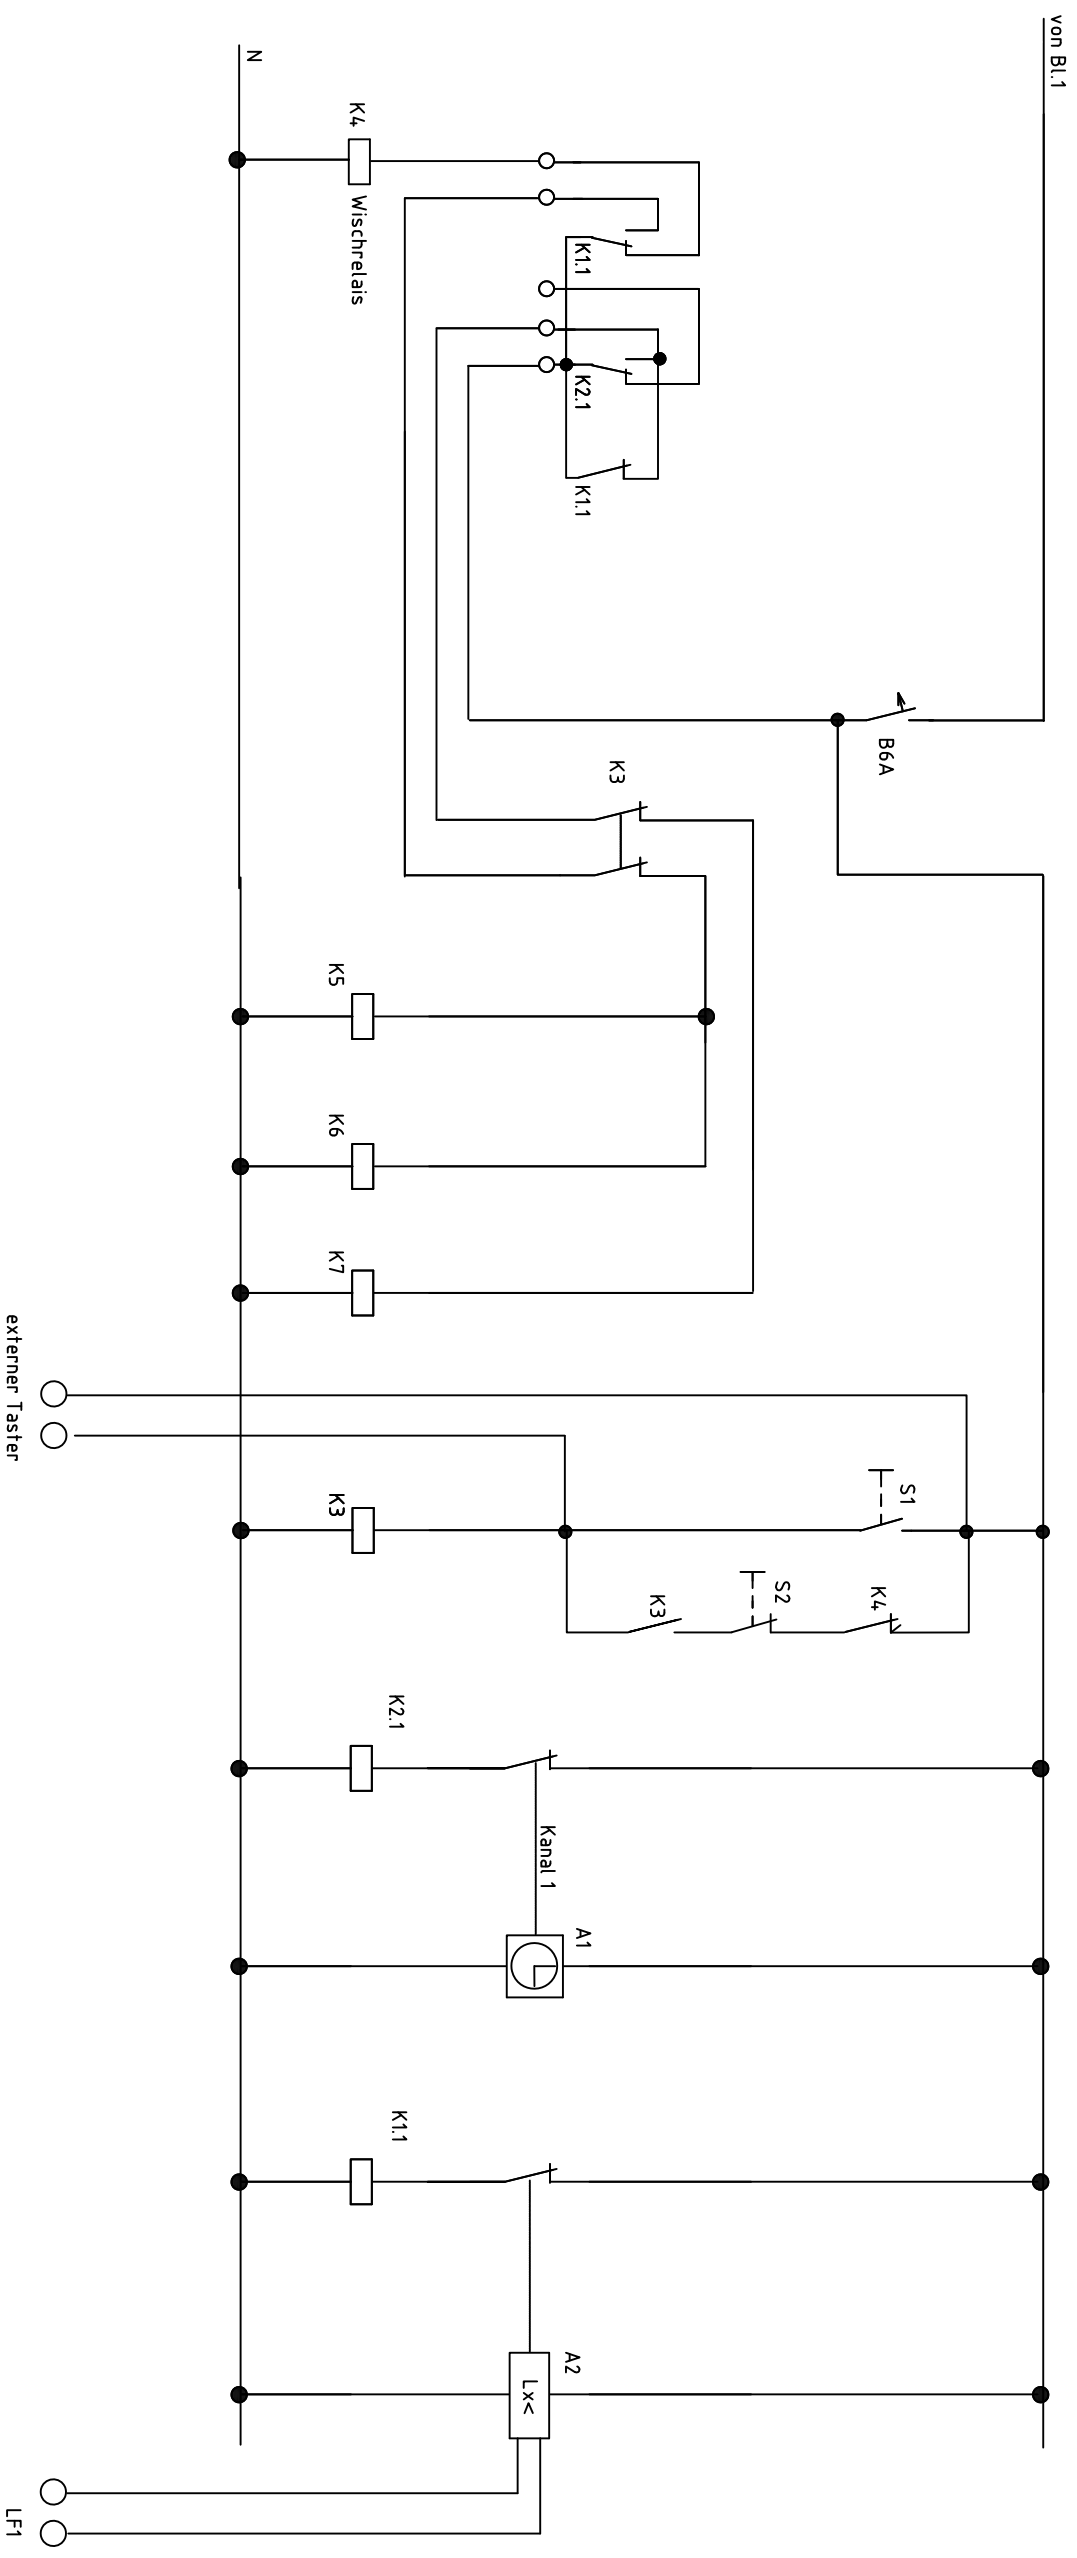 von Bl.1
N
K4
Wischrelais
K1.1
K2.1
K1.1
B6A
K3
K5
K6
K7
externer Taster
S1
K3
S2
K4
K3
K2.1
Kanal 1
A1
K1.1
A2
Lx<
LF1